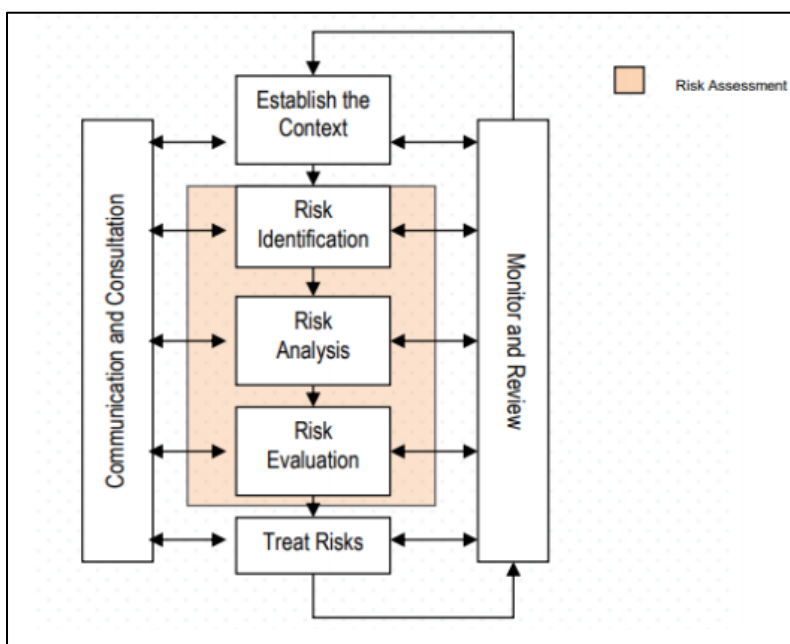 Establish the
Context
Risk Assessment
Risk
Identification
Risk
Analysis
Risk
Evaluation
Treat Risks
Communication and Consultation
Monitor and Review